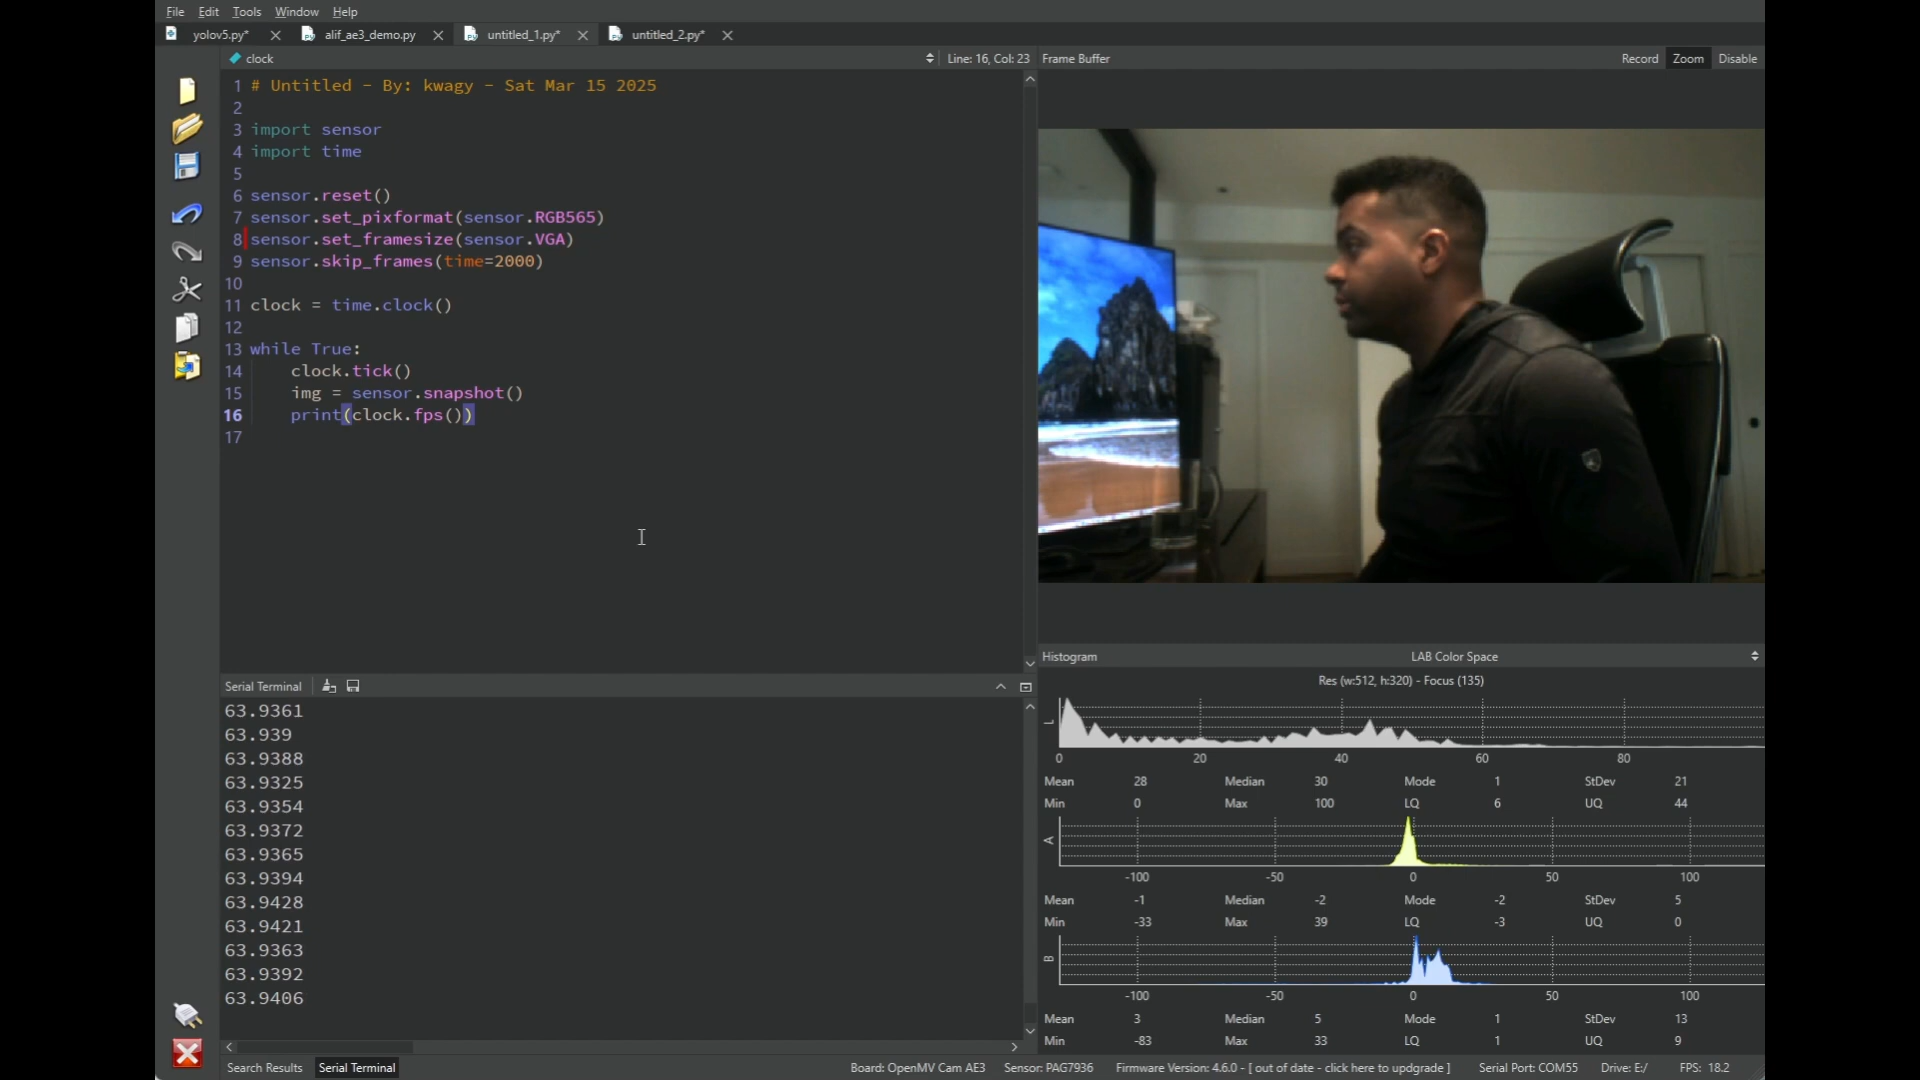 File Edit Tools Window Help
yolov5.py* alif_ae3_demo.py untitled_1.py* untitled_2.py*
clock Line: 16, Col: 23 Frame Buffer Record Zoom Disable
1 # Untitled - By: kwagy - Sat Mar 15 2025
2
3 import sensor
4 import time
5
6 sensor.reset()
7 sensor.set_pixformat(sensor.RGB565)
8 sensor.set_framesize(sensor.VGA)
9 sensor.skip_frames(time=2000)
10
11 clock = time.clock()
12
13 while True:
14 clock.tick()
15 img = sensor.snapshot()
16 print(clock.fps())
17
Serial Terminal
63.9361
63.939
63.9388
63.9325
63.9354
63.9372
63.9365
63.9394
63.9428
63.9421
63.9363
63.9392
63.9406
Histogram LAB Color Space
Res (w:512, h:320) - Focus (135)
L
0 20 40 60 80
Mean 28 Median 30 Mode 1 StDev 21
Min 0 Max 100 LQ 6 UQ 44
A
-100 -50 0 50 100
Mean -1 Median -2 Mode -2 StDev 5
Min -33 Max 39 LQ -3 UQ 0
B
-100 -50 0 50 100
Mean 3 Median 5 Mode 1 StDev 13
Min -83 Max 33 LQ 1 UQ 9
Search Results Serial Terminal Board: OpenMV Cam AE3 Sensor: PAG7936 Firmware Version: 4.6.0 - [ out of date - click here to updgrade ] Serial Port: COM55 Drive: E:/ FPS: 18.2